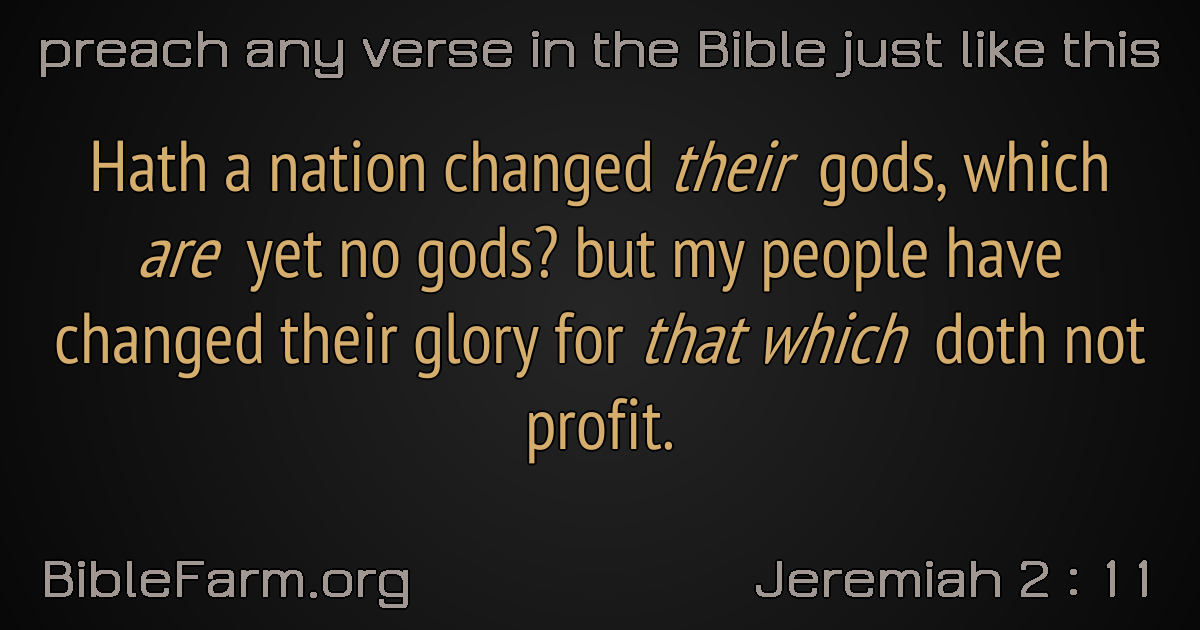 preach any verse in the Bible just like this
Hath a nation changed their gods, which
are yet no gods? but my people have
changed their glory for that which doth not
profit.
BibleFarm.org
Jeremiah 2 : 11